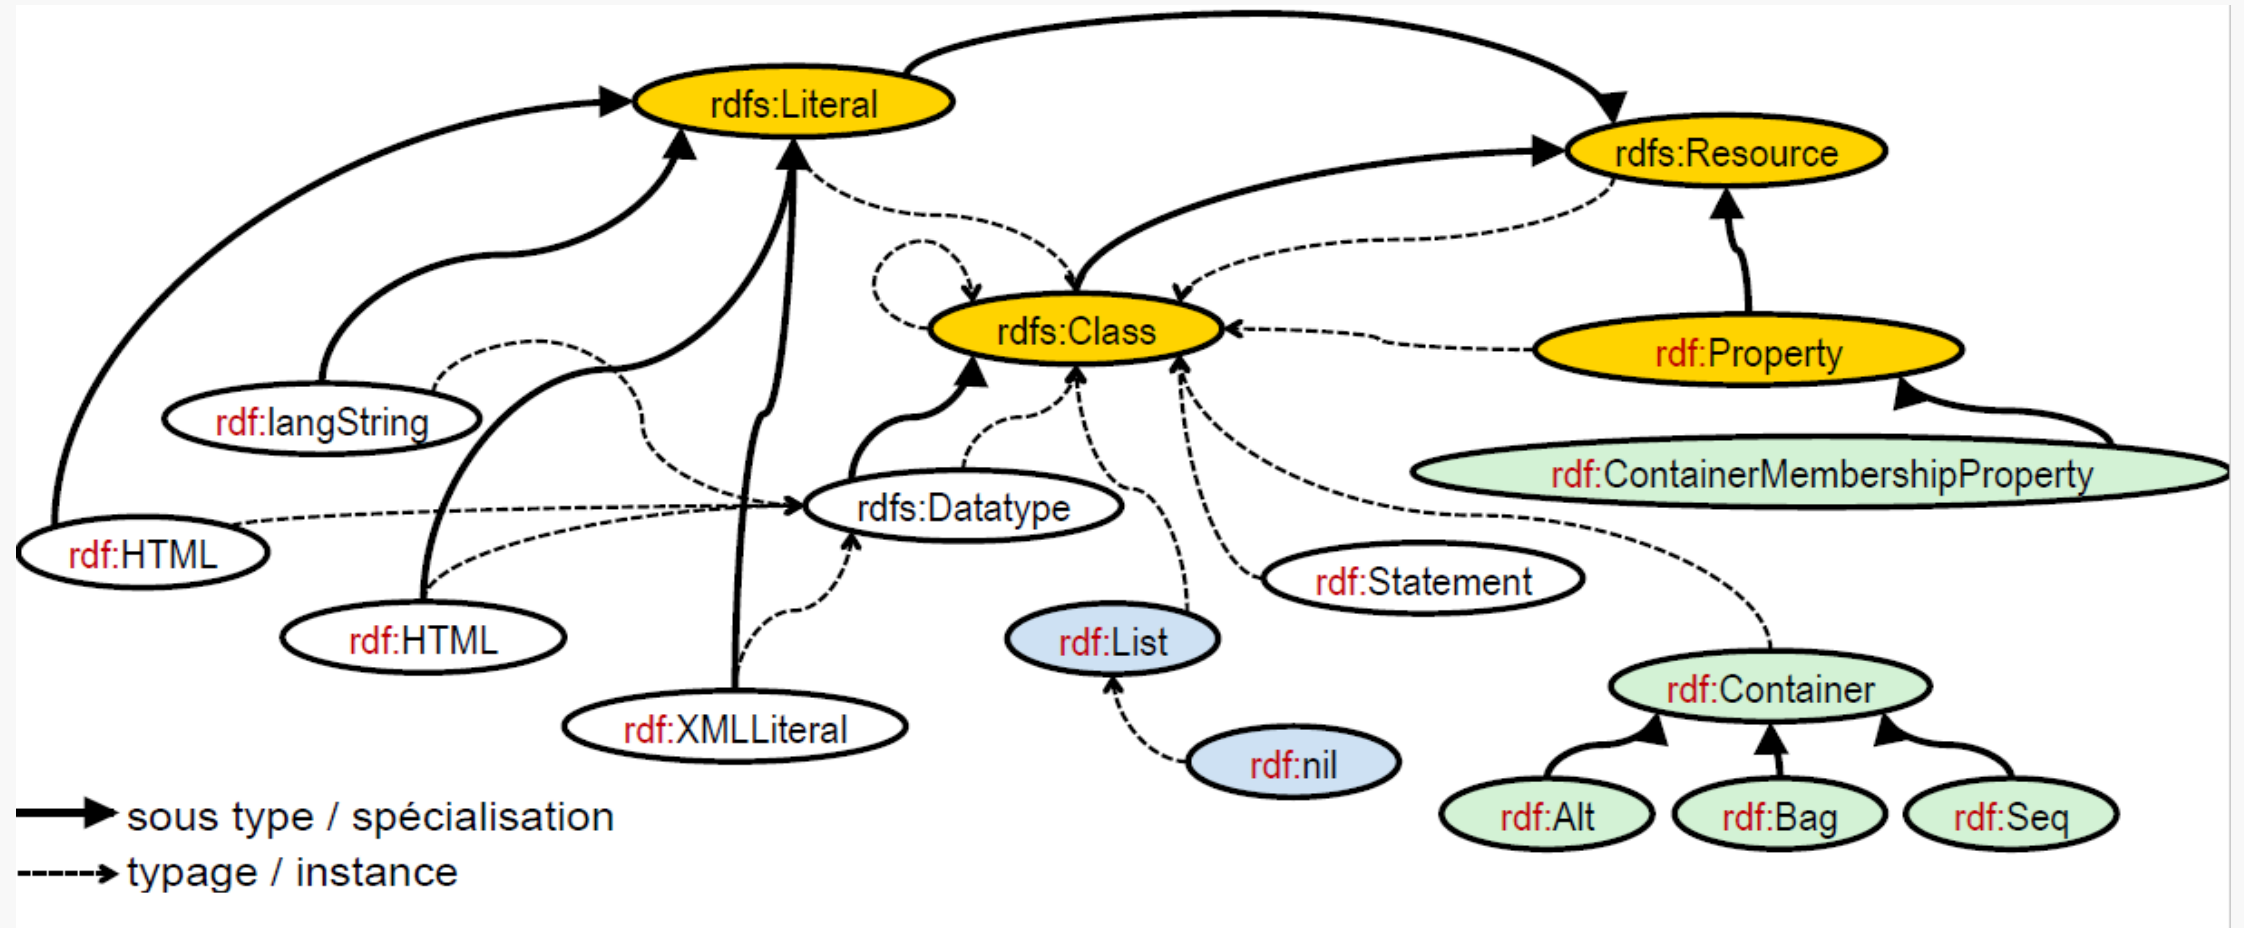 rdfs:Literal
rdfs:Resource
rdfs:Class
rdf:Property
rdf:langString
rdf:ContainerMembershipProperty
rdfs:Datatype
rdf:HTML
rdf:Statement
rdf:HTML
rdf:List
rdf:Container
rdf:XMLLiteral
rdf:nil
rdf:Alt
rdf:Bag
rdf:Seq
sous type / spécialisation
typage / instance